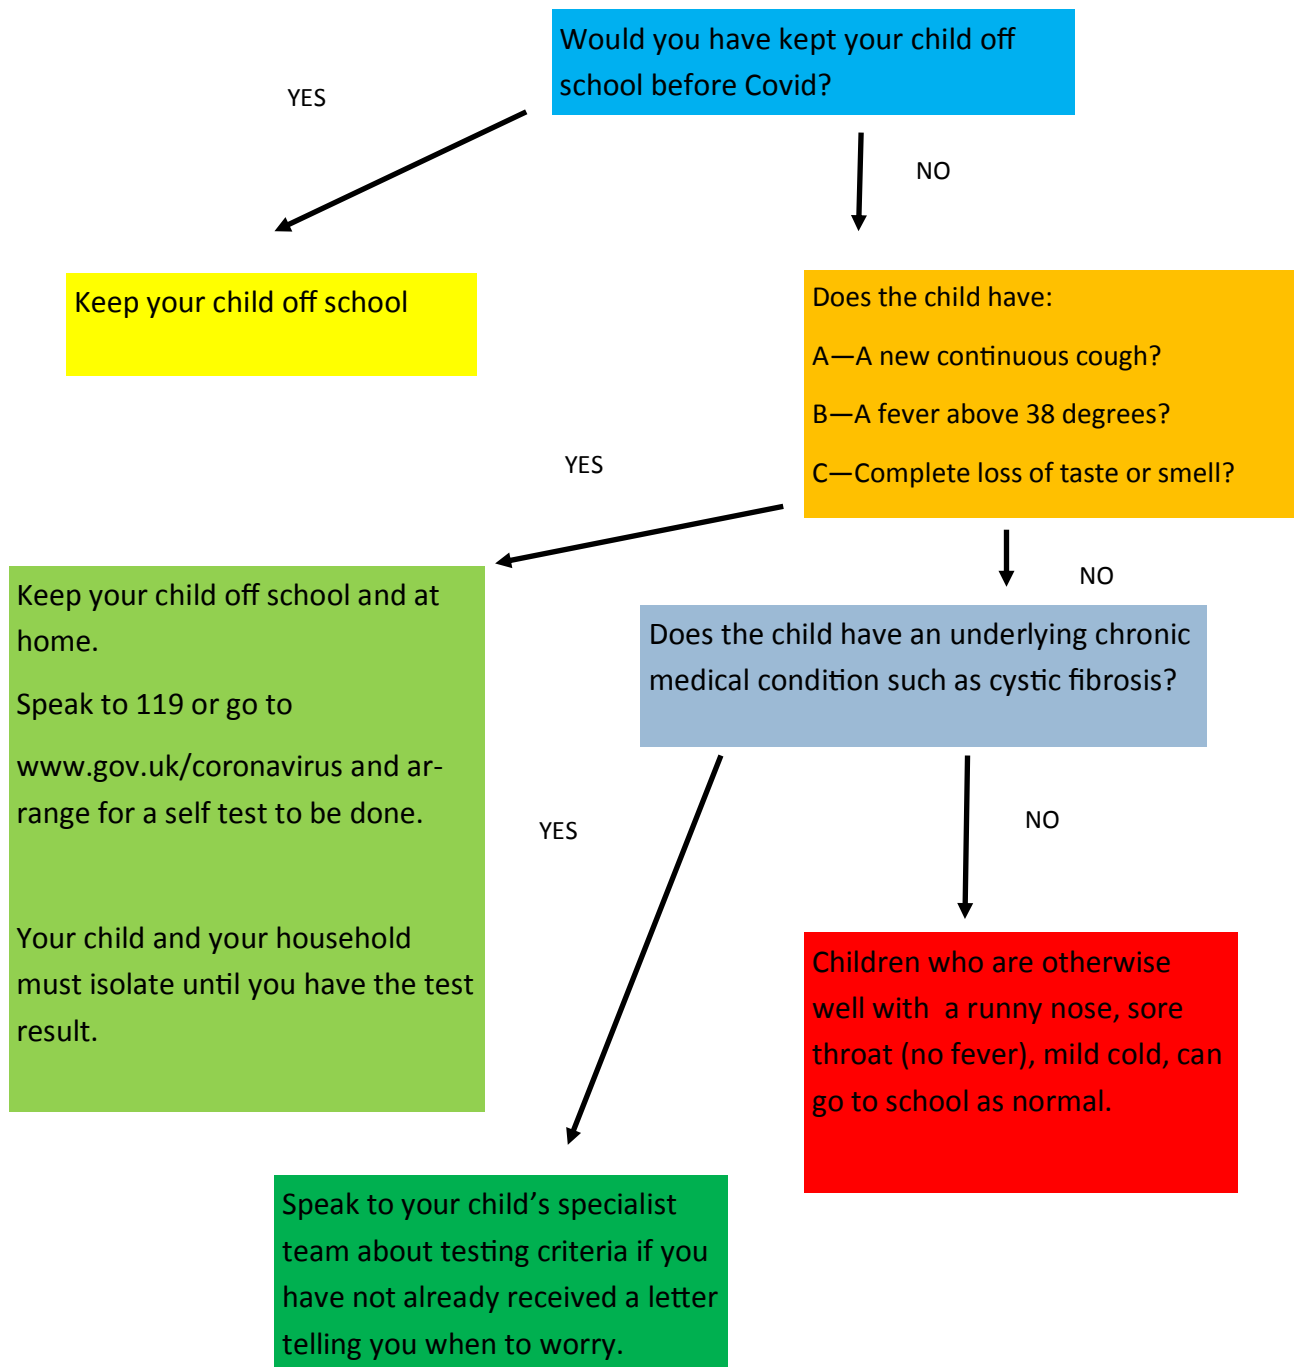 Would you have kept your child off
school before Covid?
YES
NO
Keep your child off school
Does the child have:
A—A new continuous cough?
B—A fever above 38 degrees?
C—Complete loss of taste or smell?
YES
NO
Keep your child off school and at
home.
Speak to 119 or go to
www.gov.uk/coronavirus and ar-
range for a self test to be done.
Your child and your household
must isolate until you have the test
result.
Does the child have an underlying chronic
medical condition such as cystic fibrosis?
YES
NO
Children who are otherwise
well with  a runny nose, sore
throat (no fever), mild cold, can
go to school as normal.
Speak to your child’s specialist
team about testing criteria if you
have not already received a letter
telling you when to worry.